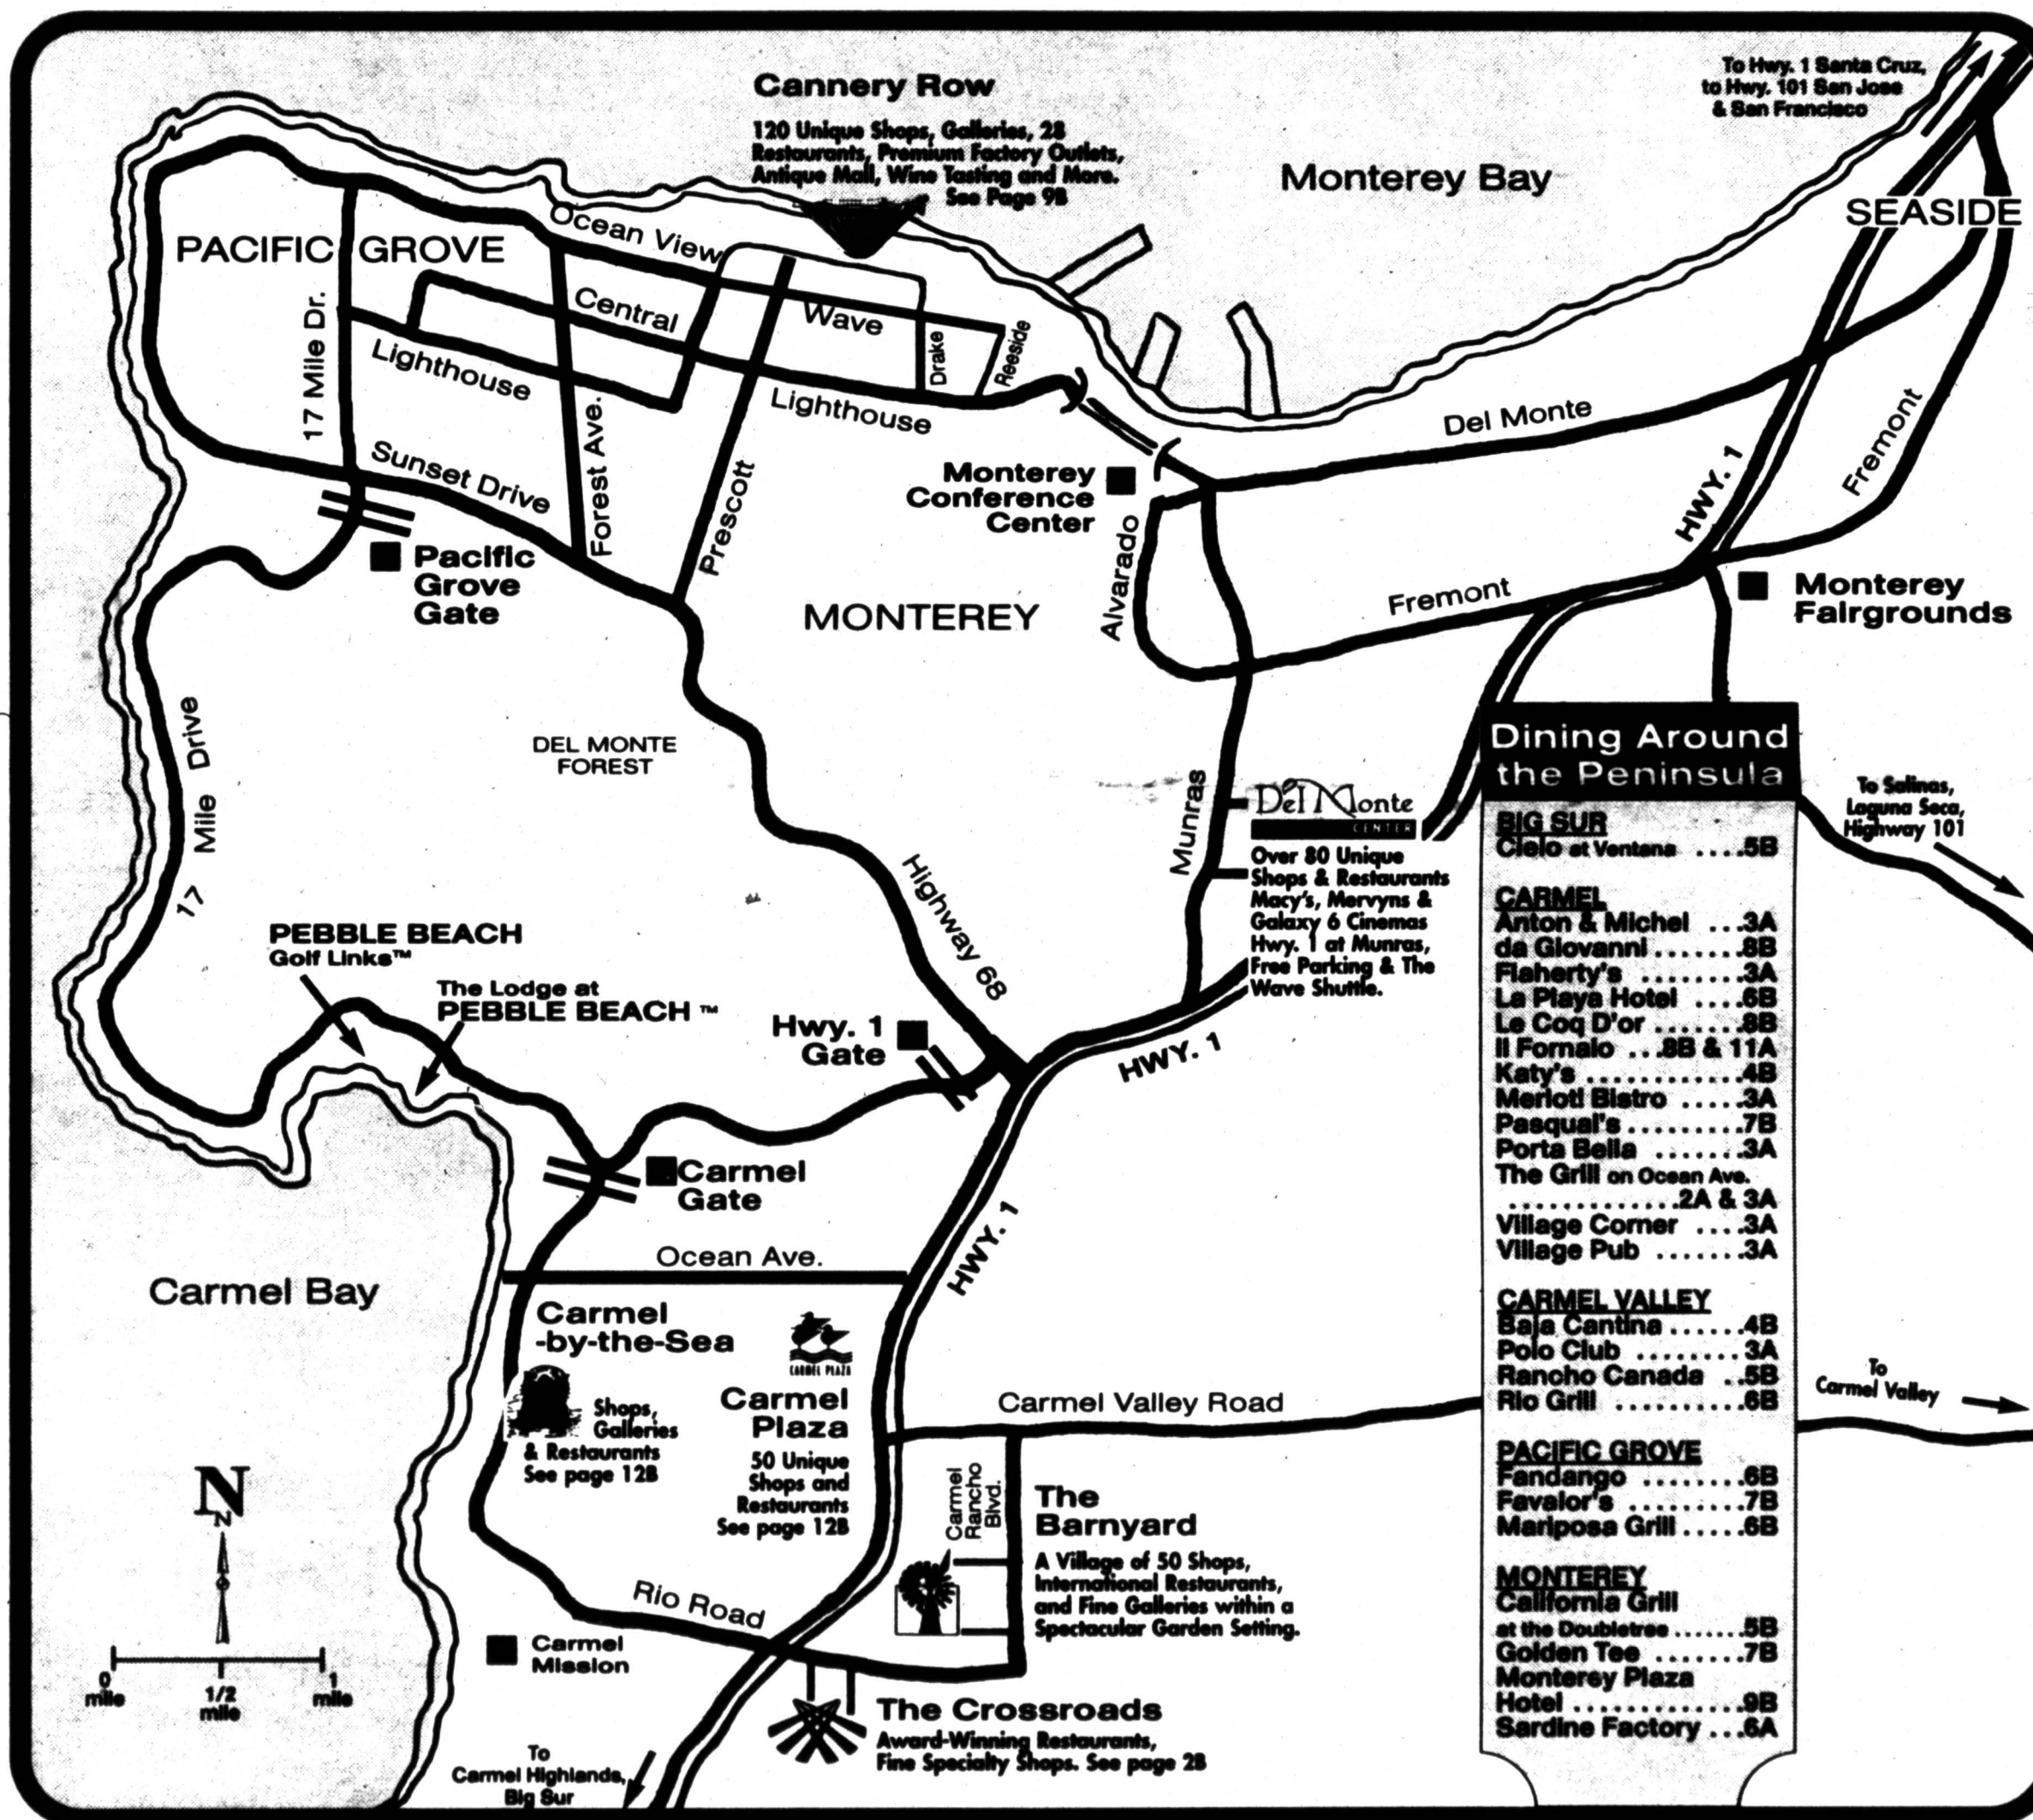 Cannery Row
120 Unique Shops, Galleries, 28
Restaurants, Premium Factory Outlets,
Antique Mall, Wine Tasting and More.
See Page 9B
To Hwy. 1 Santa Cruz,
to Hwy. 101 San Jose
& San Francisco
Monterey Bay
SEASIDE
PACIFIC GROVE
Ocean View
17 Mile Dr.
Central
Wave
Drake
Reeside
Lighthouse
Lighthouse
Forest Ave.
Prescott
Sunset Drive
Del Monte
HWY. 1
Fremont
Monterey
Conference
Center
Alvarado
Pacific
Grove
Gate
MONTEREY
Fremont
Monterey
Fairgrounds
17 Mile Drive
DEL MONTE
FOREST
Munras
Del Monte
CENTER
Over 80 Unique
Shops & Restaurants
Macy's, Mervyns &
Galaxy 6 Cinemas
Hwy. 1 at Munras,
Free Parking & The
Wave Shuttle.
To Salinas,
Laguna Seca,
Highway 101
Highway 68
PEBBLE BEACH
Golf Links™
The Lodge at
PEBBLE BEACH ™
Hwy. 1
Gate
HWY. 1
Carmel
Gate
HWY. 1
Ocean Ave.
Carmel Bay
Carmel
-by-the-Sea
Shops,
Galleries
& Restaurants
See page 12B
CARMEL PLAZA
Carmel
Plaza
50 Unique
Shops and
Restaurants
See page 12B
Carmel Valley Road
To
Carmel Valley
Carmel
Rancho
Blvd.
The
Barnyard
A Village of 50 Shops,
International Restaurants,
and Fine Galleries within a
Spectacular Garden Setting.
Rio Road
Carmel
Mission
The Crossroads
Award-Winning Restaurants,
Fine Specialty Shops. See page 2B
To
Carmel Highlands,
Big Sur
N
N
0
mile
1/2
mile
1
mile
Dining Around
the Peninsula
BIG SUR
Cielo at Ventana ....5B
CARMEL
Anton & Michel ...3A
da Giovanni.......8B
Flaherty's ........3A
La Playa Hotel ....6B
Le Coq D'or .......8B
Il Fornaio ...8B & 11A
Katy's ............4B
Merlot! Bistro .....3A
Pasqual's.........7B
Porta Bella .......3A
The Grill on Ocean Ave.
.............2A & 3A
Village Corner ....3A
Village Pub .......3A
CARMEL VALLEY
Baja Cantina ......4B
Polo Club ........3A
Rancho Canada ..5B
Rio Grill ..........6B
PACIFIC GROVE
Fandango ........6B
Favalor's .........7B
Mariposa Grill.....6B
MONTEREY
California Grill
at the Doubletree.......5B
Golden Tee .......7B
Monterey Plaza
Hotel .............9B
Sardine Factory ...6A